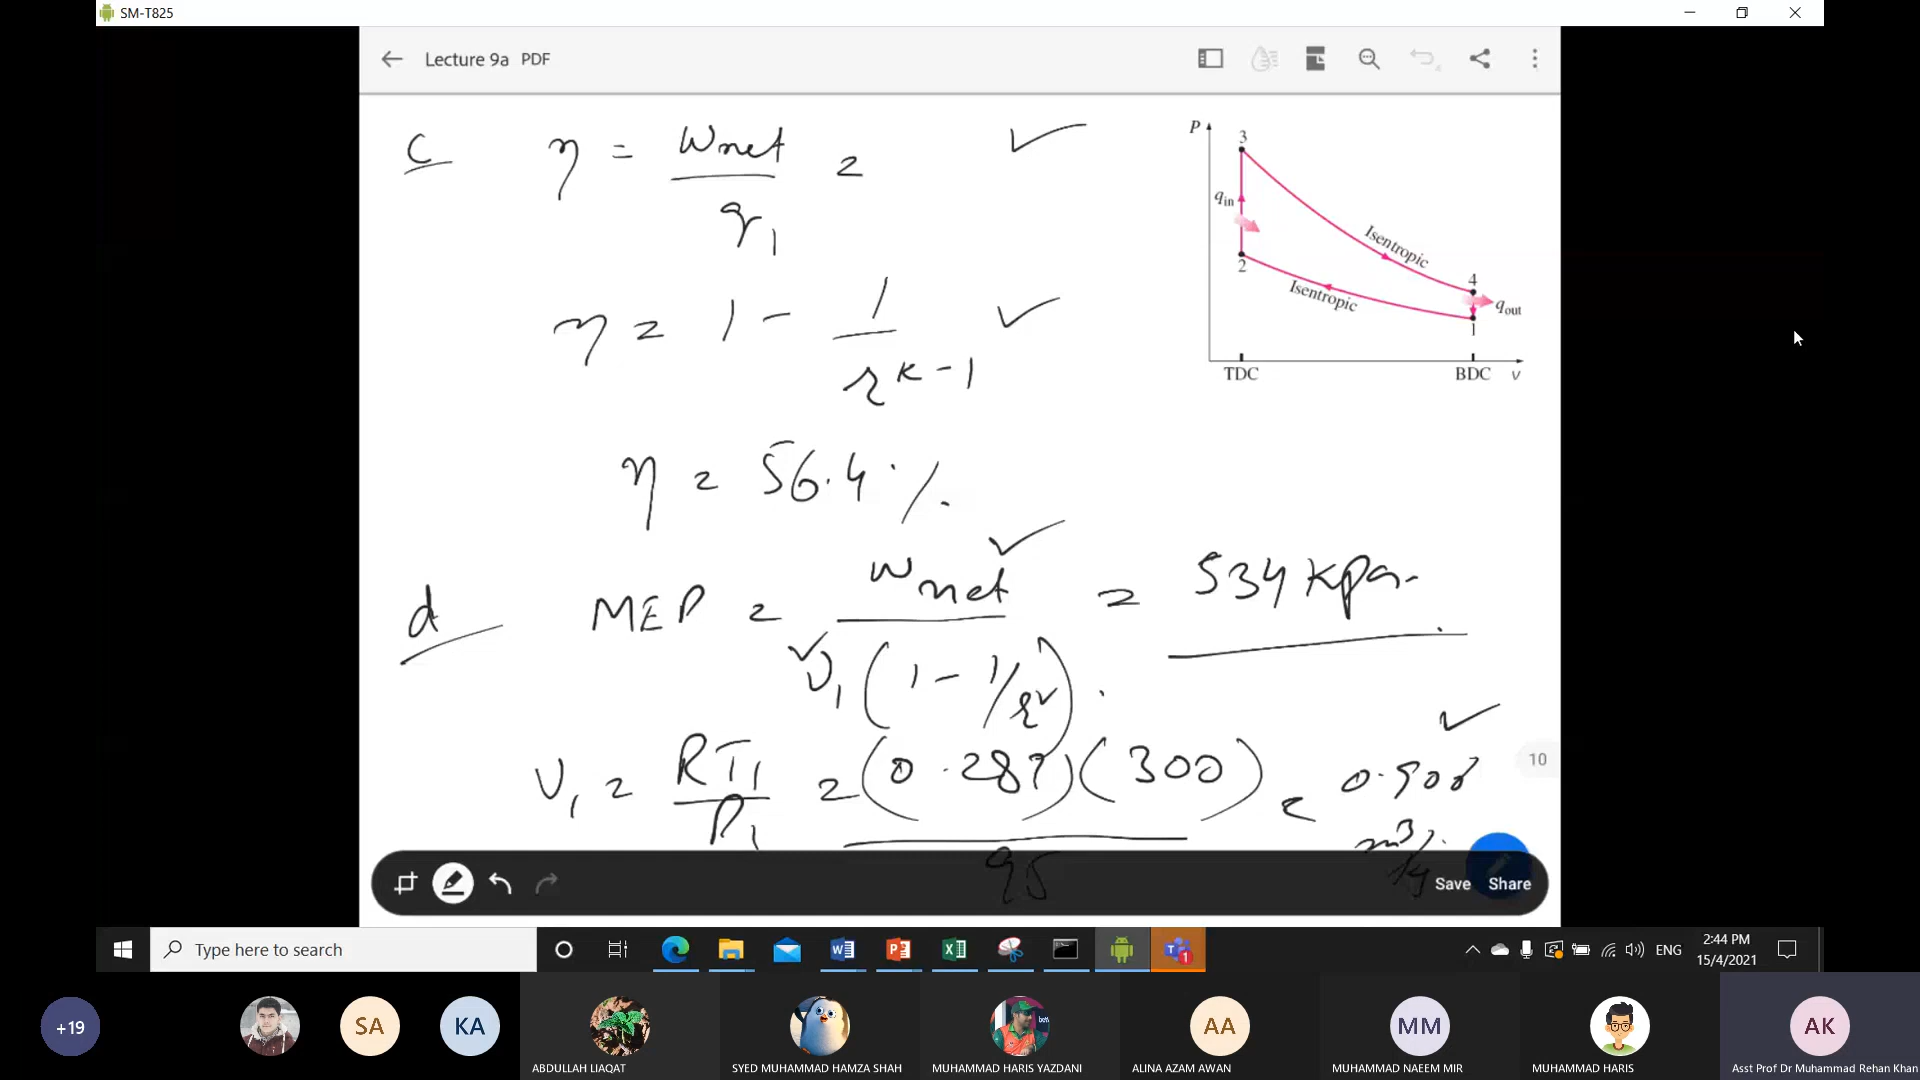 SM-T825
Lecture 9a PDF
c η = Wnet / q1 =
η = 1 - 1 / r^k-1
η = 56.4 %.
d MEP = Wnet / v1 (1 - 1/r) = 534 kpa.
v1 = RT1 / P1 = (0.287)(300) / 95 = 0.906 m3/
P
3
qin
Isentropic
2
4
Isentropic
qout
1
TDC
BDC v
10
Save Share
Type here to search
ENG
2:44 PM
15/4/2021
1
+19
SA
KA
AA
MM
AK
ABDULLAH LIAQAT
SYED MUHAMMAD HAMZA SHAH
MUHAMMAD HARIS YAZDANI
ALINA AZAM AWAN
MUHAMMAD NAEEM MIR
MUHAMMAD HARIS
Asst Prof Dr Muhammad Rehan Khan